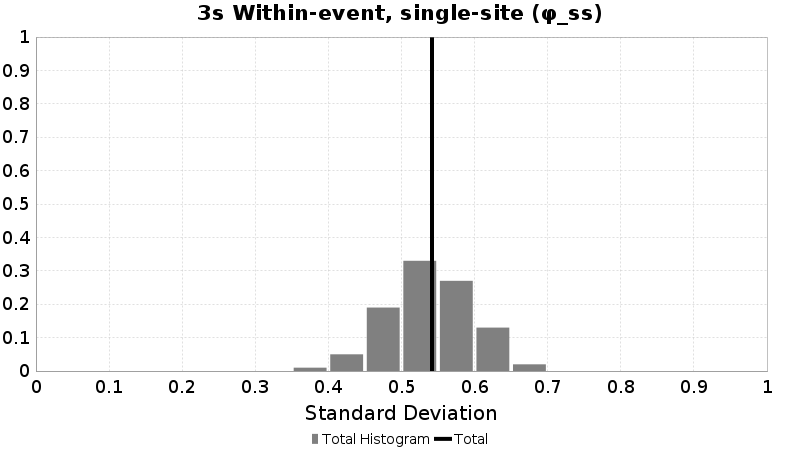 3s Within-event, single-site (φ_ss)
1
0.9
0.8
0.7
0.6
0.5
0.4
0.3
0.2
0.1
0
0 0.1 0.2 0.3 0.4 0.5 0.6 0.7 0.8 0.9 1
Standard Deviation
Total Histogram Total